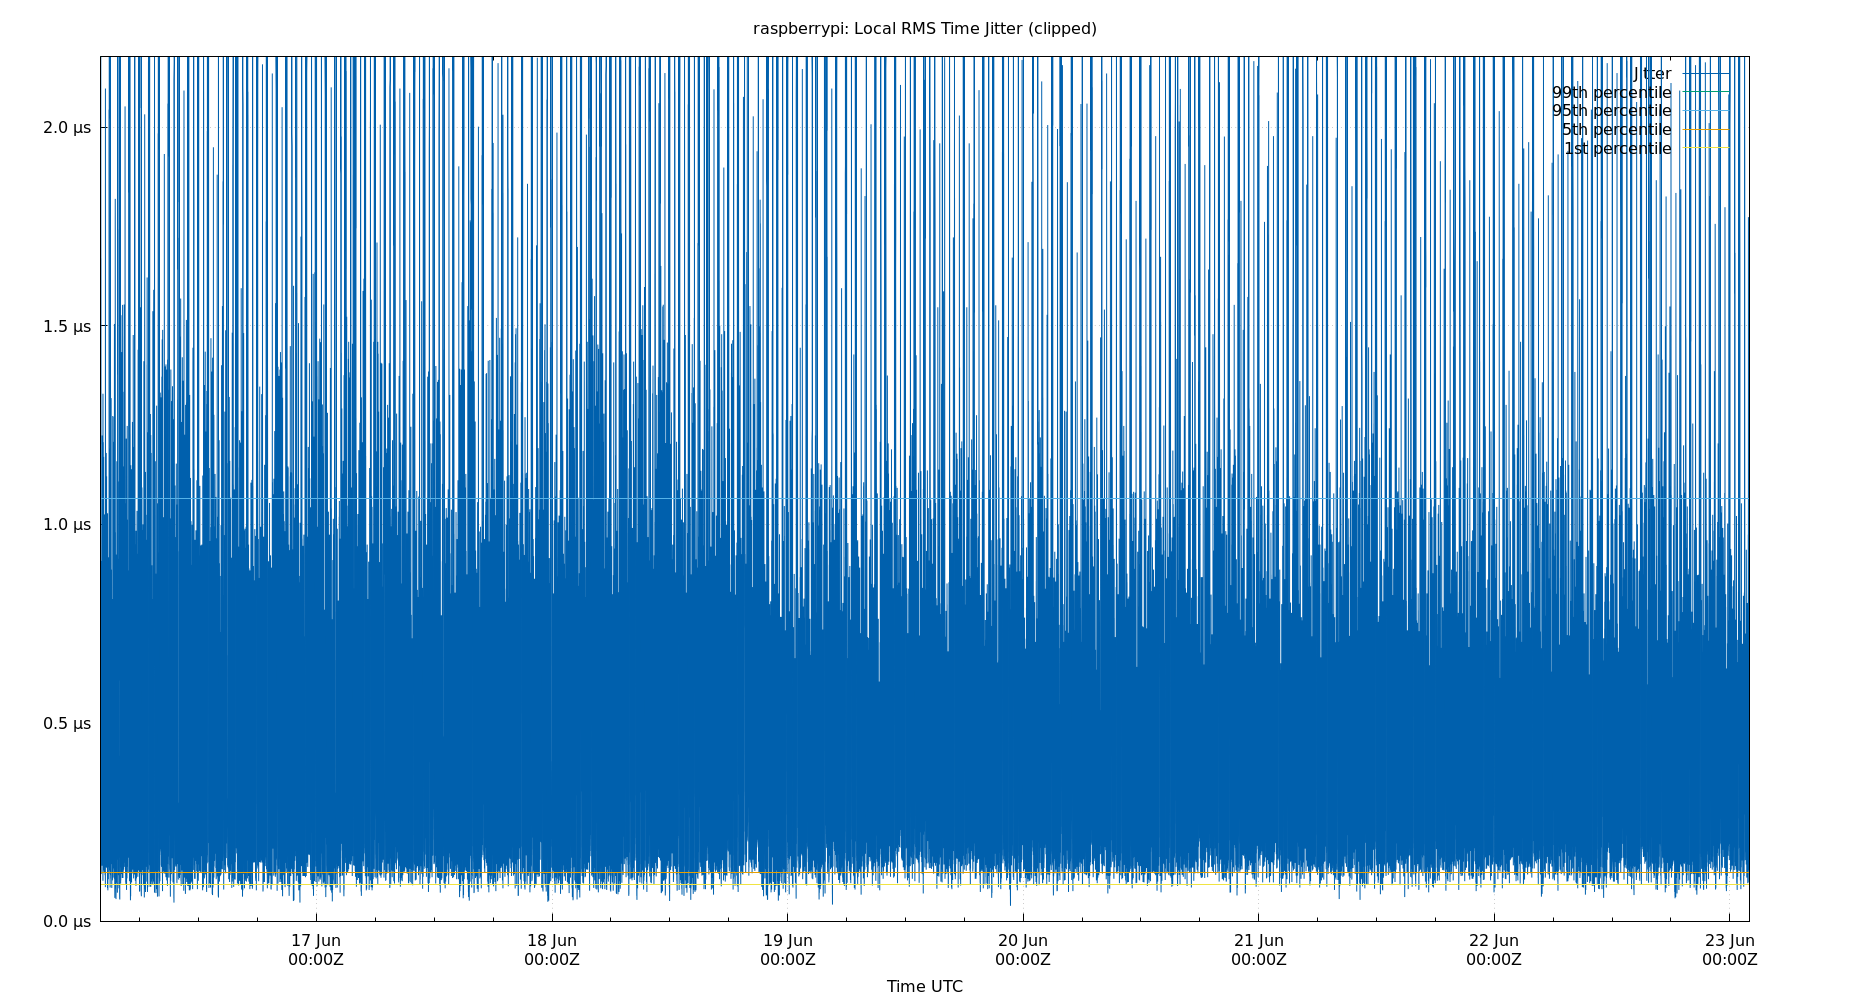 raspberrypi: Local RMS Time Jitter (clipped)
Jitter
99th percentile
95th percentile
5th percentile
1st percentile
2.0 µs
1.5 µs
1.0 µs
0.5 µs
0.0 µs
17 Jun 18 Jun 19 Jun 20 Jun 21 Jun 22 Jun 23 Jun
00:00Z 00:00Z 00:00Z 00:00Z 00:00Z 00:00Z 00:00Z
Time UTC